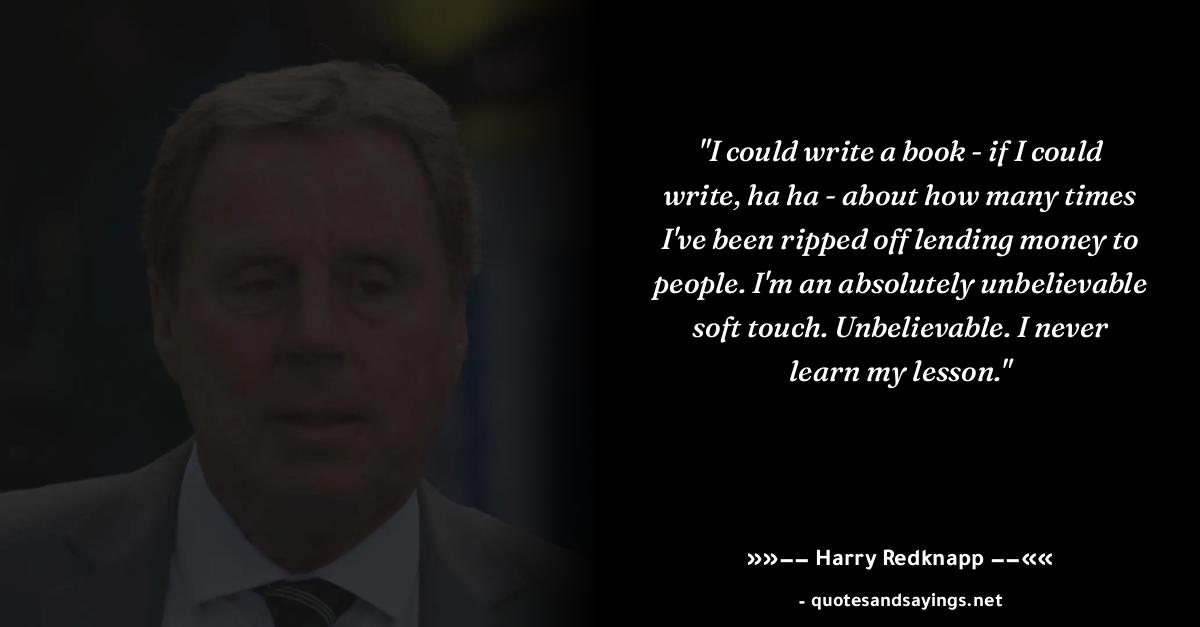 "I could write a book - if I could
write, ha ha - about how many times
I've been ripped off lending money to
people. I'm an absolutely unbelievable
soft touch. Unbelievable. I never
learn my lesson."
»»−− Harry Redknapp −−««
- quotesandsayings.net